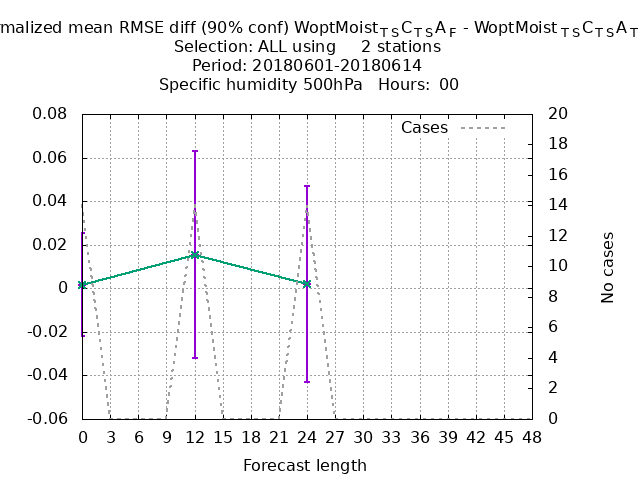 rmalized mean RMSE diff (90% conf) WoptMoist_TSC_TSA_F - WoptMoist_TSC_TSA_T
Selection: ALL using 2 stations
Period: 20180601-20180614
Specific humidity 500hPa Hours: 00
0.08
0.06
0.04
0.02
0
-0.02
-0.04
-0.06
Cases
20
18
16
14
12
10
8
6
4
2
0
No cases
0 3 6 9 12 15 18 21 24 27 30 33 36 39 42 45 48
Forecast length